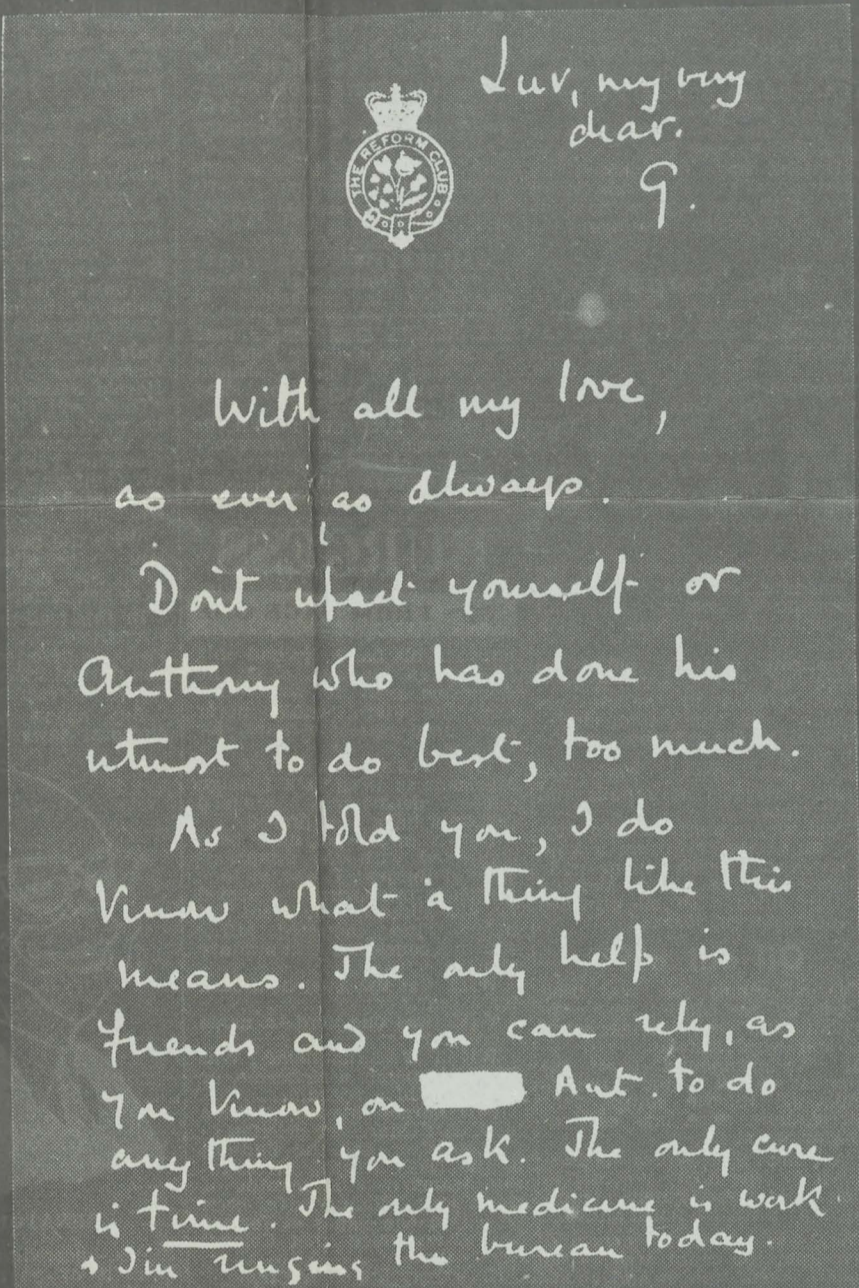 Luv, my very
dear.
G.
THE REFORM CLUB
With all my love,
as ever, as always.
Dont upset yourself or
Anthony who has done his
utmost to do best, too much.
As I told you, I do
Know what a thing like this
means. The only help is
friends and you can rely, as
you Know, on Ant. to do
anything you ask. The only cure
is time. The only medicine is work
+ I'm ringing the bureau today.